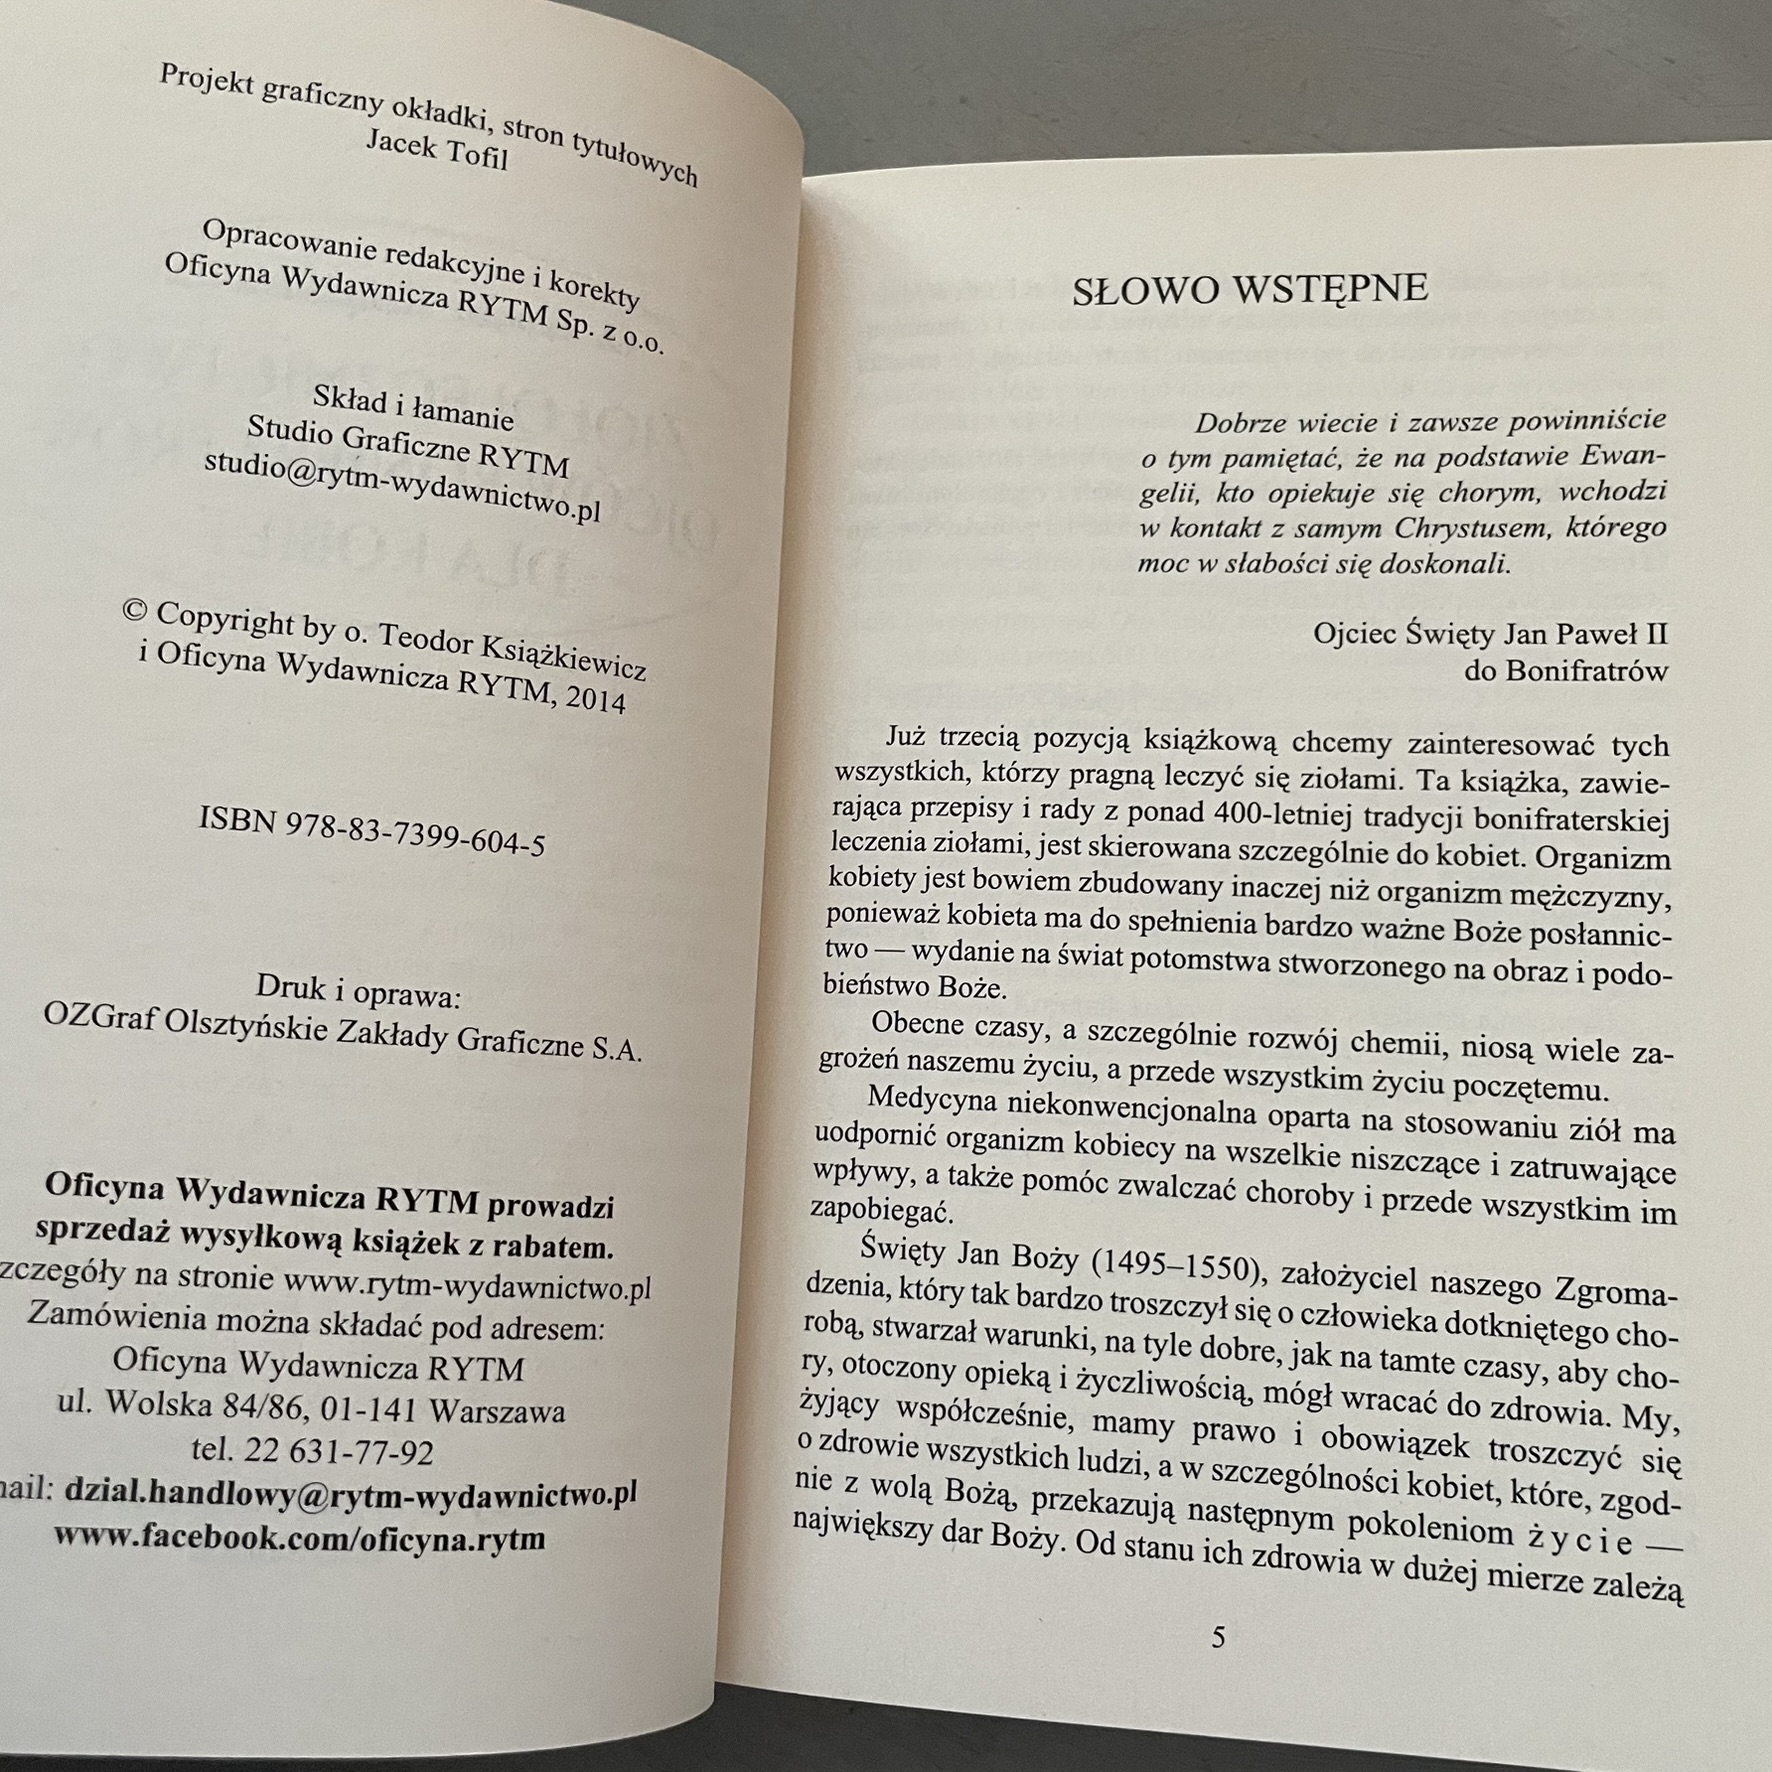 Projekt graficzny okładki, stron tytułowych
Jacek Tofil
Opracowanie redakcyjne i korekty
Oficyna Wydawnicza RYTM Sp. z o.o.
Skład i łamanie
Studio Graficzne RYTM
studio@rytm-wydawnictwo.pl
© Copyright by o. Teodor Książkiewicz
i Oficyna Wydawnicza RYTM, 2014
ISBN 978-83-7399-604-5
Druk i oprawa:
OZGraf Olsztyńskie Zakłady Graficzne S.A.
Oficyna Wydawnicza RYTM prowadzi
sprzedaż wysyłkową książek z rabatem.
zczegóły na stronie www.rytm-wydawnictwo.pl
Zamówienia można składać pod adresem:
Oficyna Wydawnicza RYTM
ul. Wolska 84/86, 01-141 Warszawa
tel. 22 631-77-92
ail: dzial.handlowy@rytm-wydawnictwo.pl
www.facebook.com/oficyna.rytm
SŁOWO WSTĘPNE
Dobrze wiecie i zawsze powinniście
o tym pamiętać, że na podstawie Ewan-
gelii, kto opiekuje się chorym, wchodzi
w kontakt z samym Chrystusem, którego
moc w słabości się doskonali.
Ojciec Święty Jan Paweł II
do Bonifratrów
Już trzecią pozycją książkową chcemy zainteresować tych
wszystkich, którzy pragną leczyć się ziołami. Ta książka, zawie-
rająca przepisy i rady z ponad 400-letniej tradycji bonifraterskiej
leczenia ziołami, jest skierowana szczególnie do kobiet. Organizm
kobiety jest bowiem zbudowany inaczej niż organizm mężczyzny,
ponieważ kobieta ma do spełnienia bardzo ważne Boże posłannic-
two — wydanie na świat potomstwa stworzonego na obraz i podo-
bieństwo Boże.
Obecne czasy, a szczególnie rozwój chemii, niosą wiele za-
grożeń naszemu życiu, a przede wszystkim życiu poczętemu.
Medycyna niekonwencjonalna oparta na stosowaniu ziół ma
uodpornić organizm kobiecy na wszelkie niszczące i zatruwające
wpływy, a także pomóc zwalczać choroby i przede wszystkim im
zapobiegać.
Święty Jan Boży (1495–1550), założyciel naszego Zgroma-
dzenia, który tak bardzo troszczył się o człowieka dotkniętego cho-
robą, stwarzał warunki, na tyle dobre, jak na tamte czasy, aby cho-
ry, otoczony opieką i życzliwością, mógł wracać do zdrowia. My,
żyjący współcześnie, mamy prawo i obowiązek troszczyć się
o zdrowie wszystkich ludzi, a w szczególności kobiet, które, zgod-
nie z wolą Bożą, przekazują następnym pokoleniom ż y c i e —
największy dar Boży. Od stanu ich zdrowia w dużej mierze zależą
5